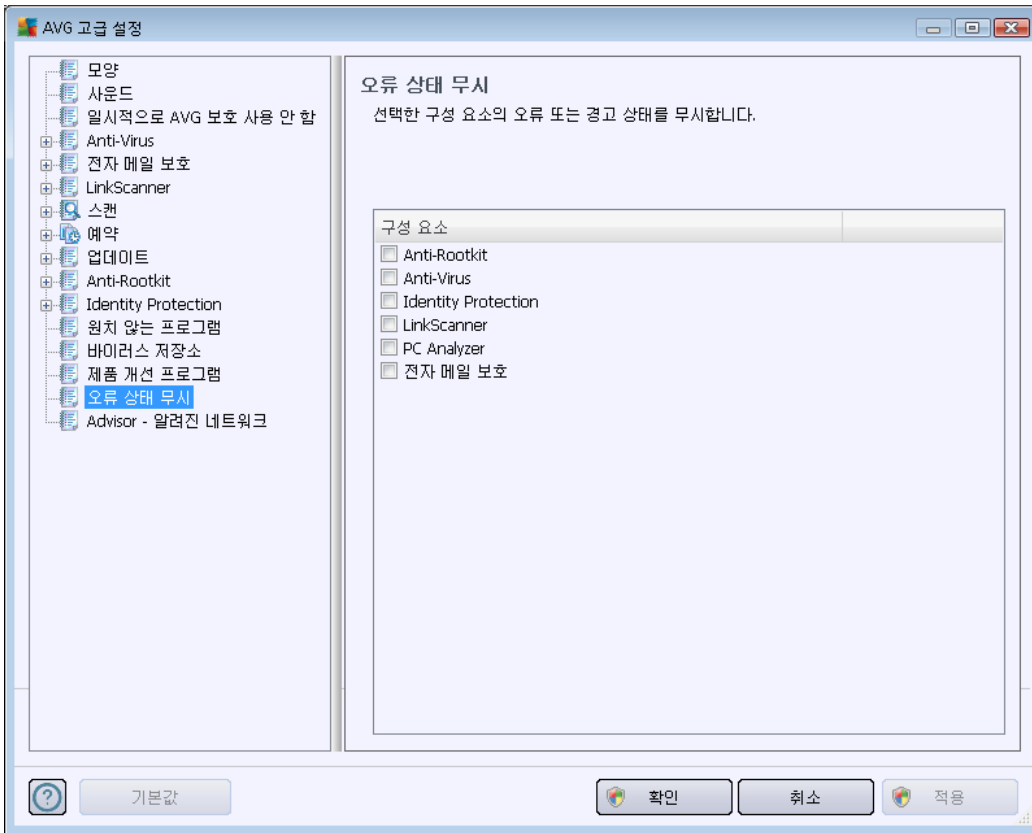 AVG 고급 설정
모양
사운드
일시적으로 AVG 보호 사용 안 함
Anti-Virus
전자 메일 보호
LinkScanner
스캔
예약
업데이트
Anti-Rootkit
Identity Protection
원치 않는 프로그램
바이러스 저장소
제품 개선 프로그램
오류 상태 무시
Advisor - 알려진 네트워크
오류 상태 무시
선택한 구성 요소의 오류 또는 경고 상태를 무시합니다.
구성 요소
Anti-Rootkit
Anti-Virus
Identity Protection
LinkScanner
PC Analyzer
전자 메일 보호
기본값
확인
취소
적용